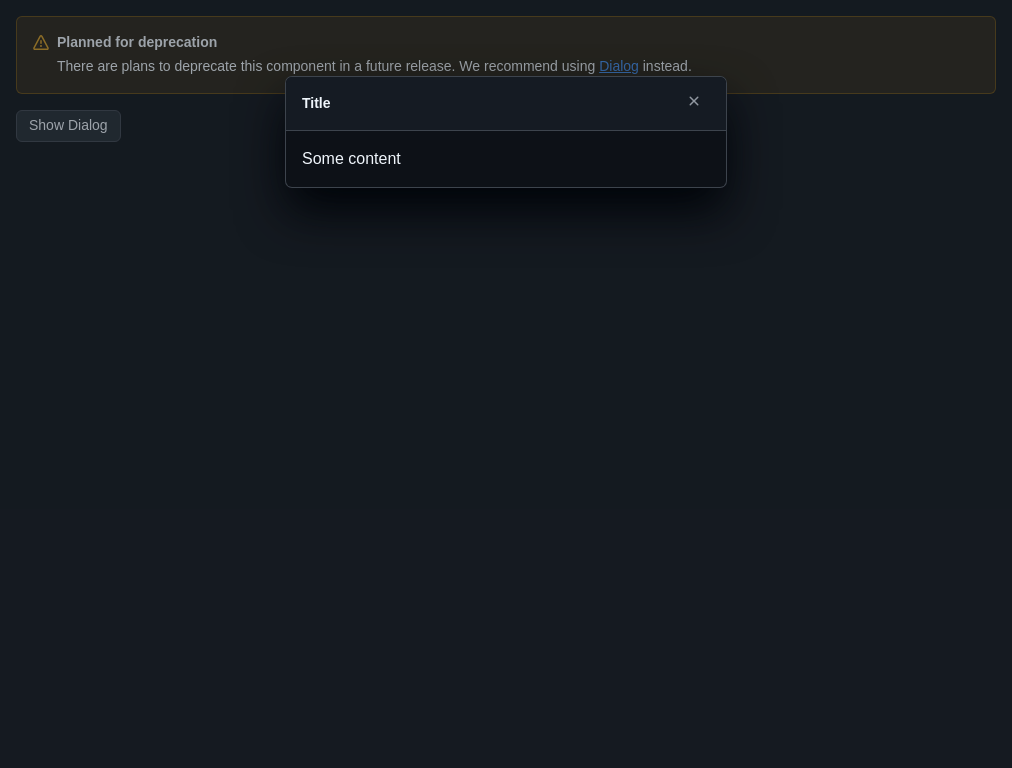 Planned for deprecation
There are plans to deprecate this component in a future release. We recommend using Dialog instead.
Title
Show Dialog
Some content